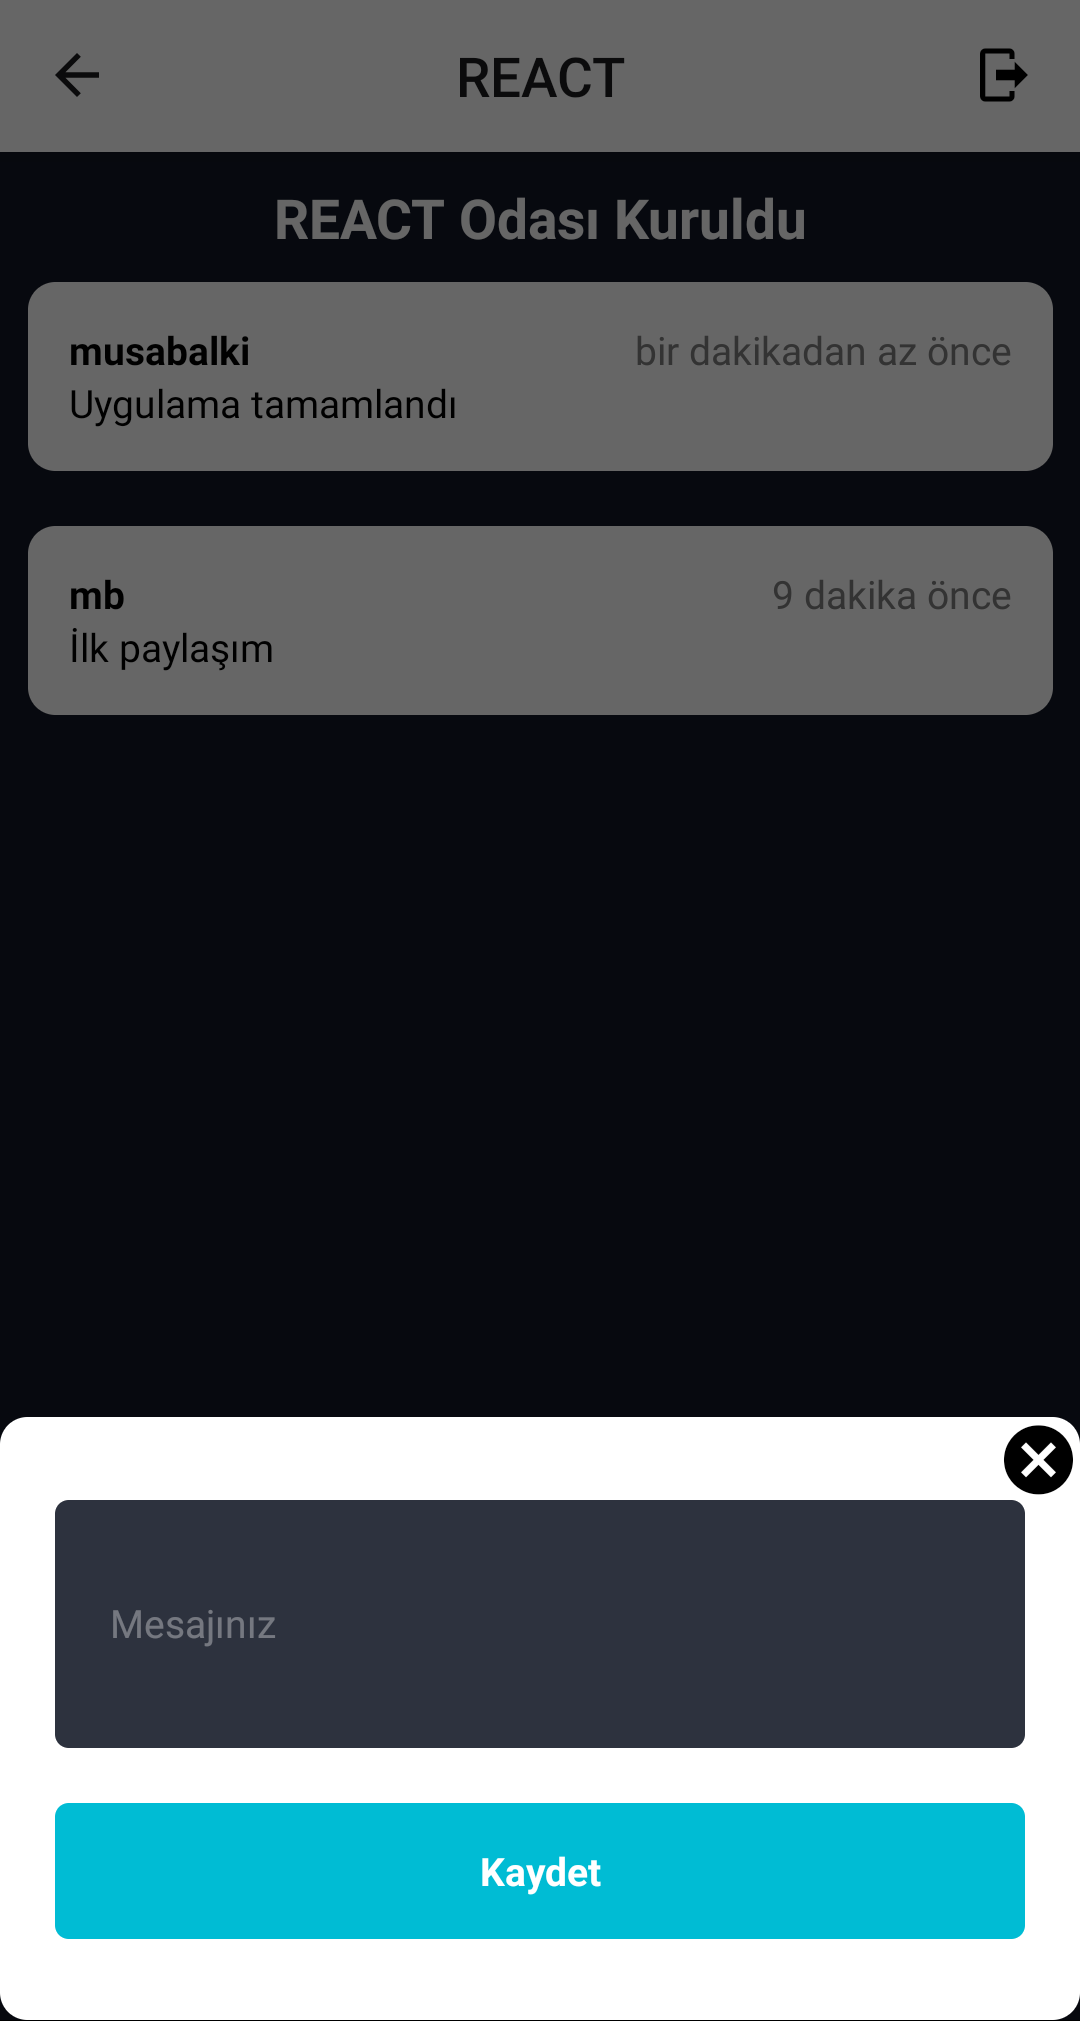 REACT
REACT Odası Kuruldu
musabalki bir dakikadan az önce
Uygulama tamamlandı
mb 9 dakika önce
İlk paylaşım
Mesajınız
Kaydet